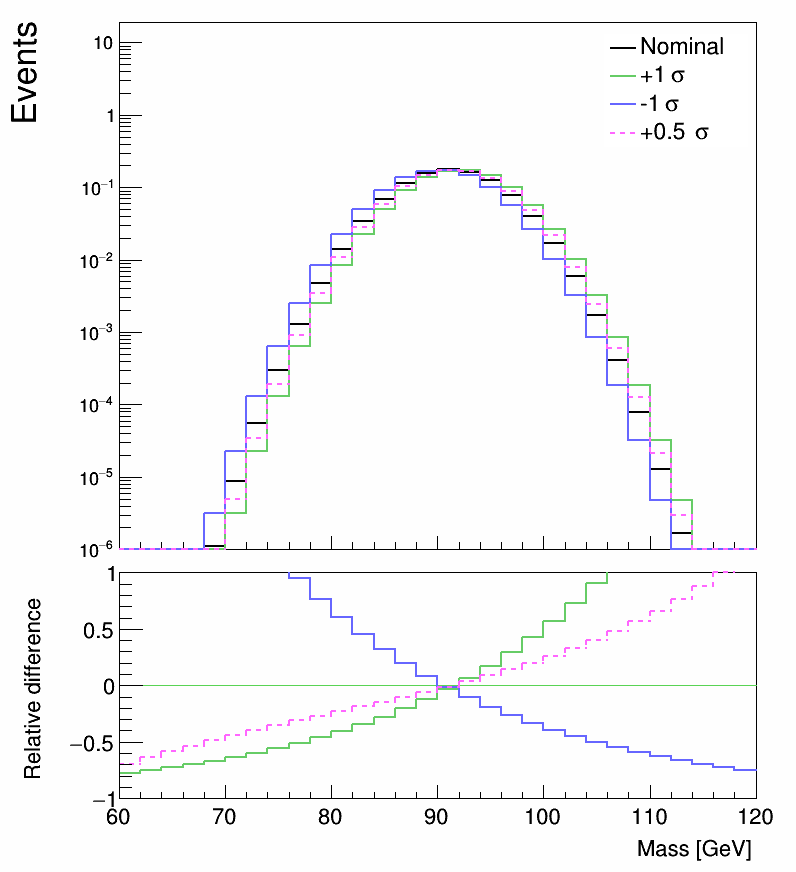 Events
Nominal
+1 σ
-1 σ
+0.5 σ
10
1
10⁻¹
10⁻²
10⁻³
10⁻⁴
10⁻⁵
10⁻⁶
Relative difference
1
0.5
0
−0.5
−1
60 70 80 90 100 110 120
Mass [GeV]